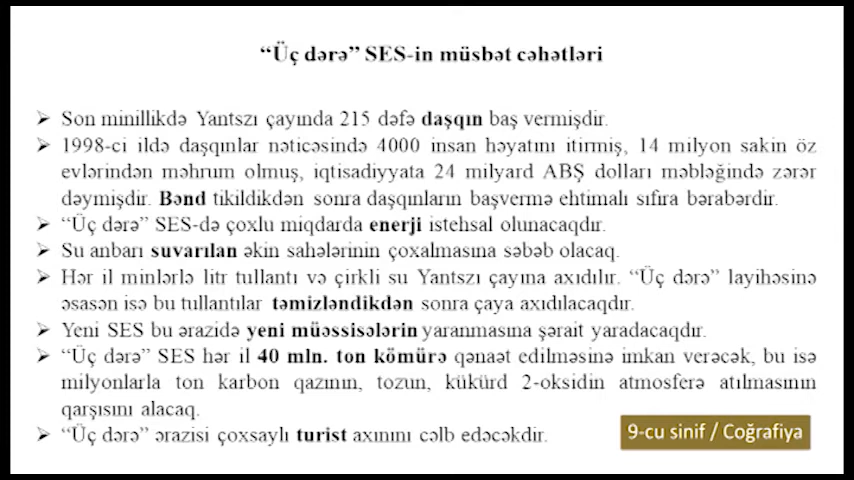 “Üç dərə” SES-in müsbət cəhətləri
➢ Son minillikdə Yantszı çayında 215 dəfə daşqın baş vermişdir.
➢ 1998-ci ildə daşqınlar nəticəsində 4000 insan həyatını itirmiş, 14 milyon sakin öz
evlərindən məhrum olmuş, iqtisadiyyata 24 milyard ABŞ dolları məbləğində zərər
dəymişdir. Bənd tikildikdən sonra daşqınların başvermə ehtimalı sıfıra bərabərdir.
➢ “Üç dərə” SES-də çoxlu miqdarda enerji istehsal olunacaqdır.
➢ Su anbarı suvarılan əkin sahələrinin çoxalmasına səbəb olacaq.
➢ Hər il minlərlə litr tullantı və çirkli su Yantszı çayına axıdılır. “Üç dərə” layihəsinə
əsasən isə bu tullantılar təmizləndikdən sonra çaya axıdılacaqdır.
➢ Yeni SES bu ərazidə yeni müəssisələrin yaranmasına şərait yaradacaqdır.
➢ “Üç dərə” SES hər il 40 mln. ton kömürə qənaət edilməsinə imkan verəcək, bu isə
milyonlarla ton karbon qazının, tozun, kükürd 2-oksidin atmosferə atılmasının
qarşısını alacaq.
➢ “Üç dərə” ərazisi çoxsaylı turist axınını cəlb edəcəkdir.
9-cu sinif / Coğrafiya